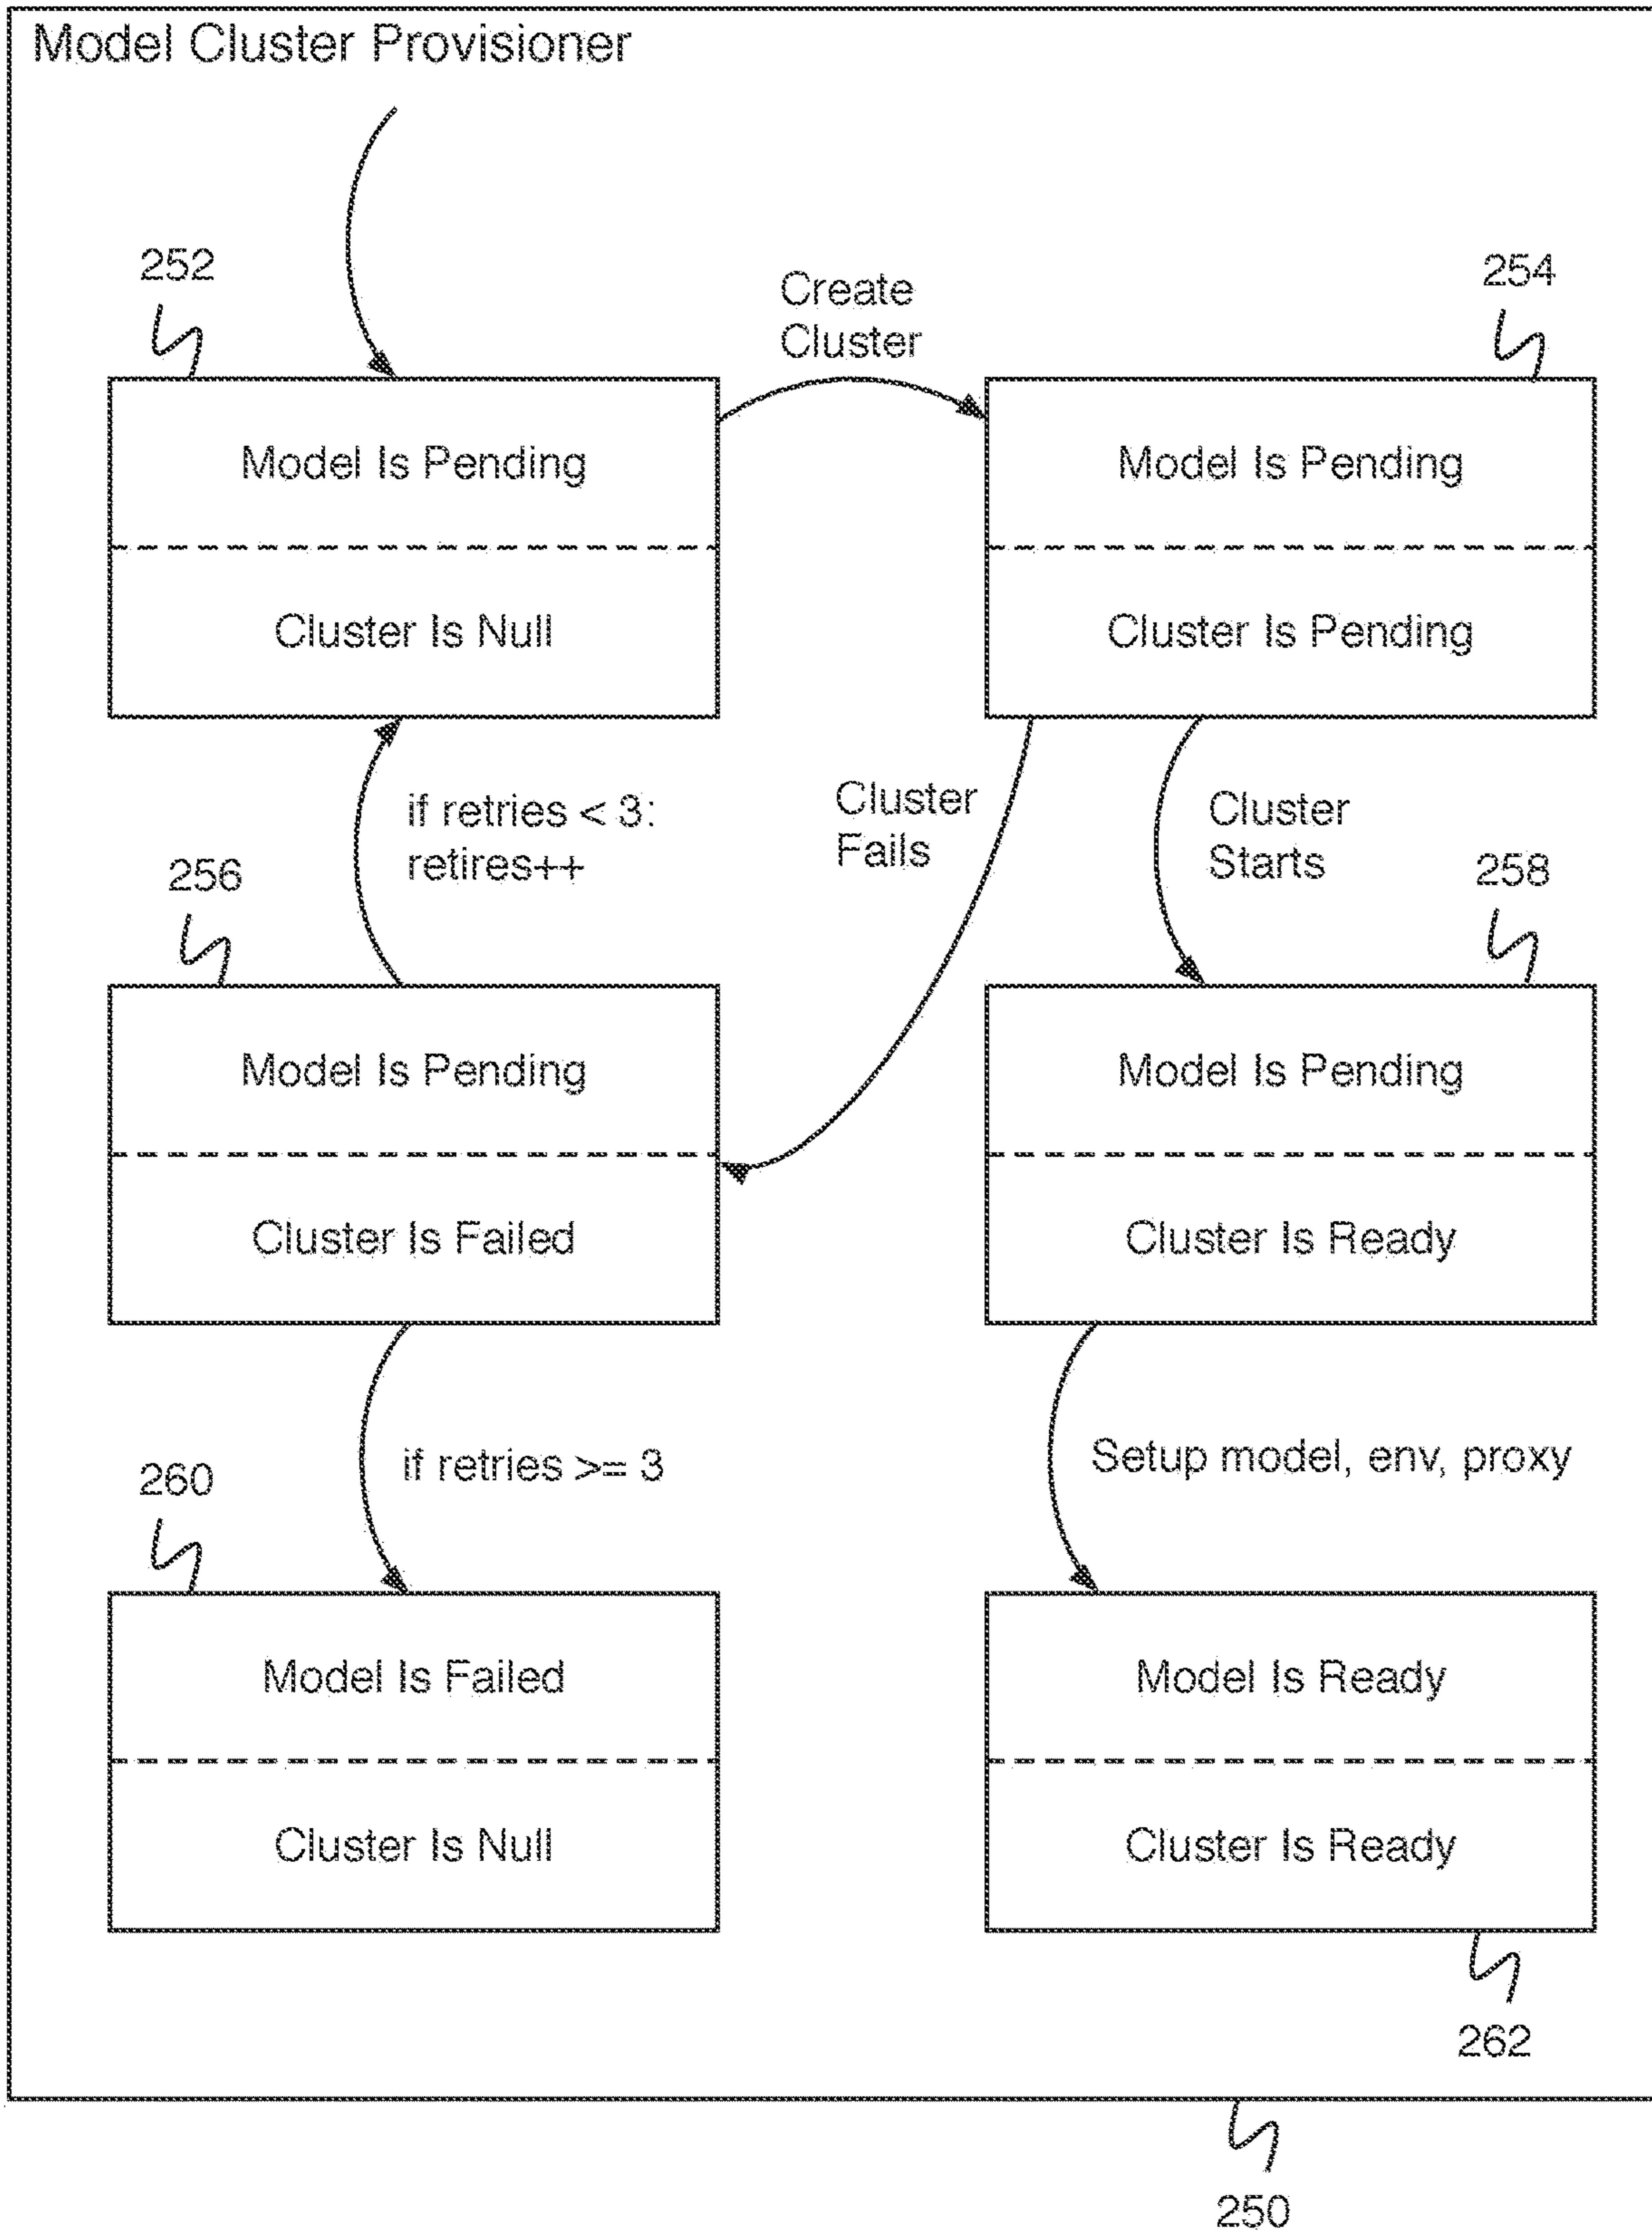 Model Cluster Provisioner
252
Create
Cluster
254
Model Is Pending
Cluster Is Null
Model Is Pending
Cluster Is Pending
if retries < 3:
retires++
Cluster
Fails
Cluster
Starts
256
258
Model Is Pending
Cluster Is Failed
Model Is Pending
Cluster Is Ready
if retries >= 3
Setup model, env, proxy
260
Model Is Failed
Cluster Is Null
Model Is Ready
Cluster Is Ready
262
250